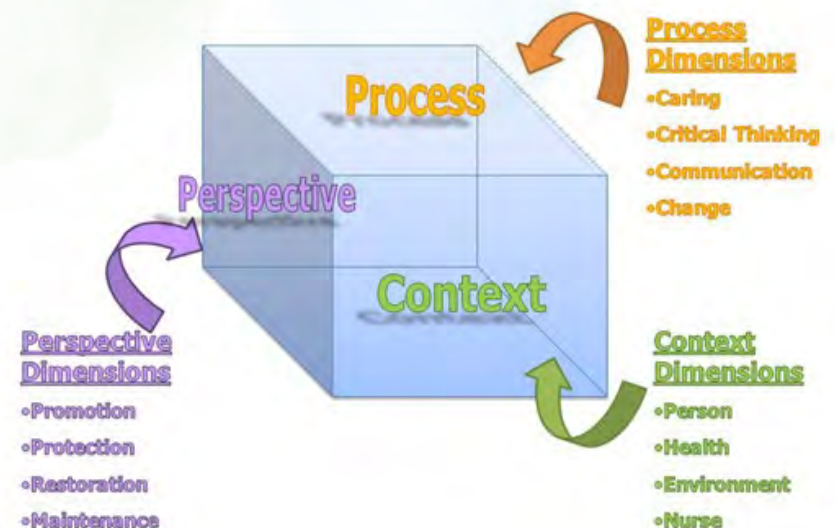 Process
Dimensions
•Caring
•Critical Thinking
•Communication
•Change
Process
Perspective
Context
Perspective
Dimensions
•Promotion
•Protection
•Restoration
•Maintenance
Context
Dimensions
•Person
•Health
•Environment
•Nurse